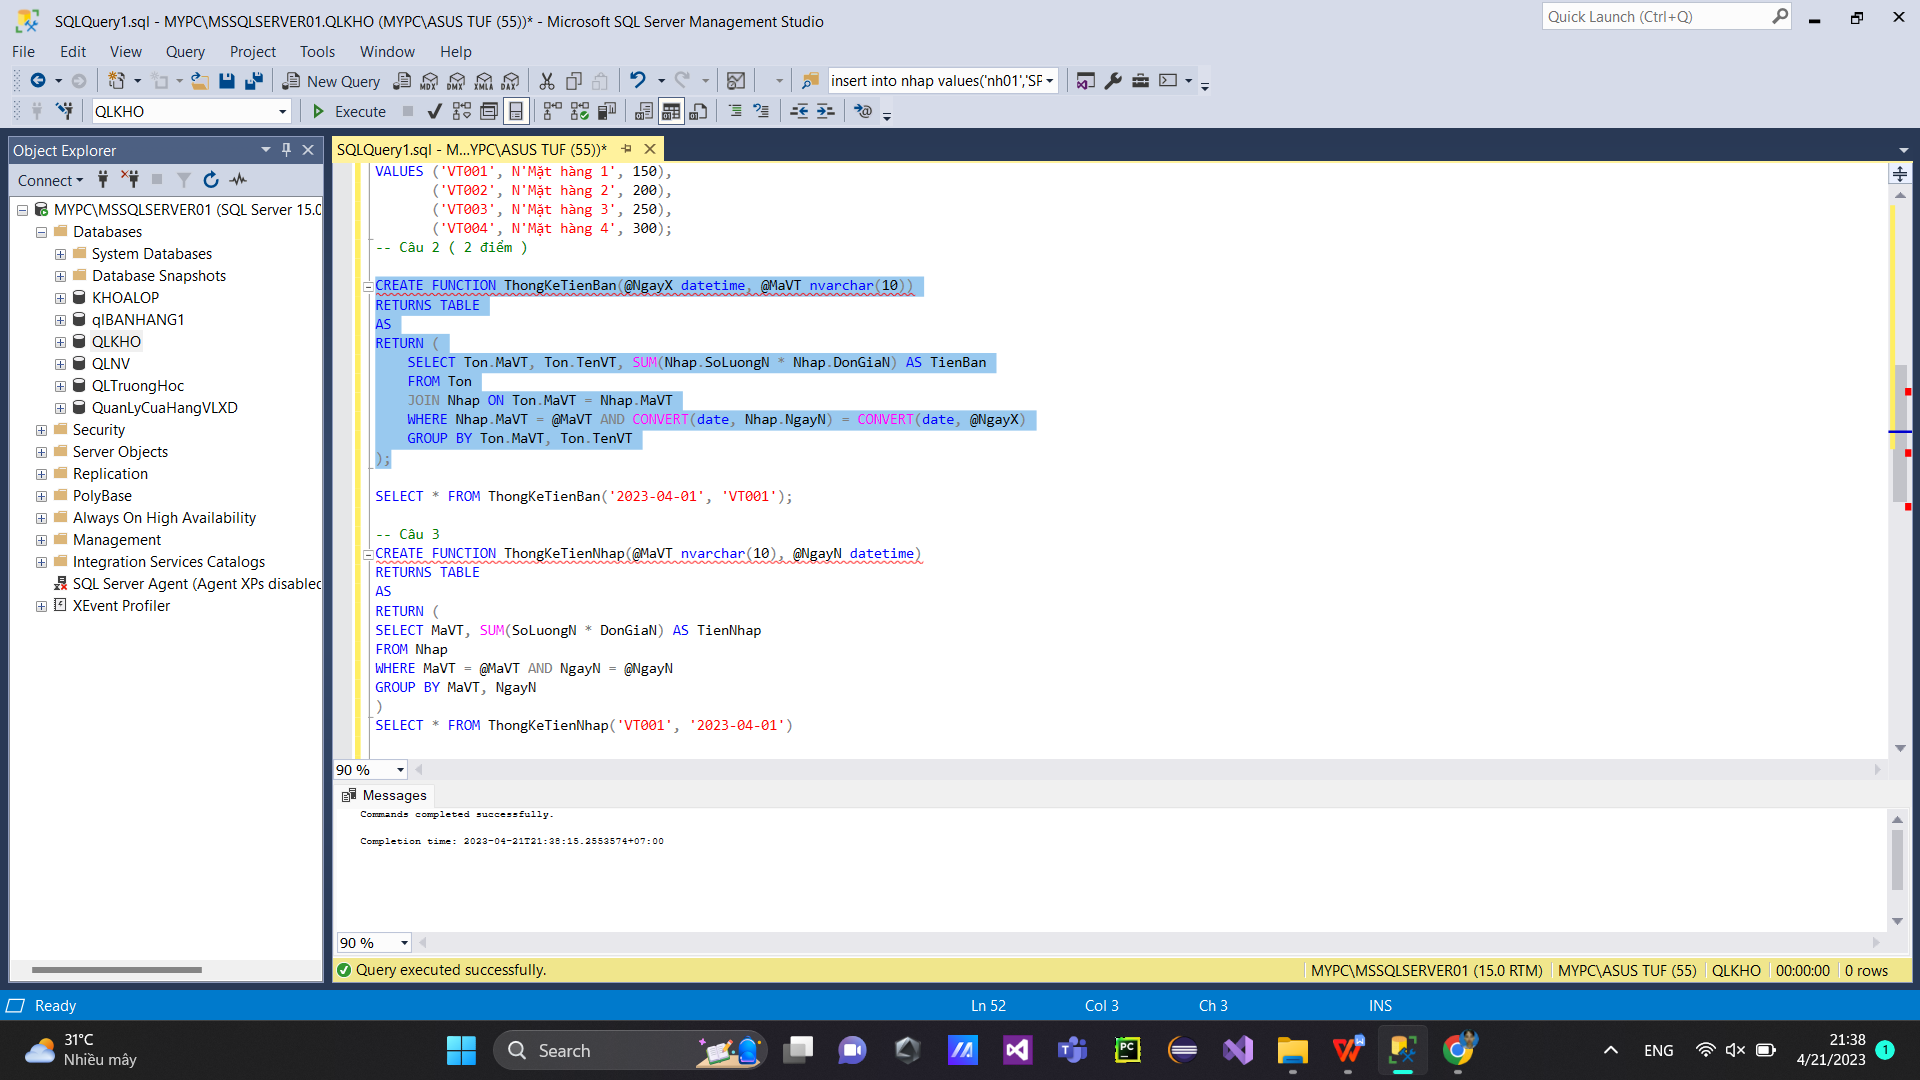 SQLQuery1.sql - MYPC\MSSQLSERVER01.QLKHO (MYPC\ASUS TUF (55))* - Microsoft SQL Server Management Studio
Quick Launch (Ctrl+Q)
File Edit View Query Project Tools Window Help
New Query
MDX DMX XMLA DAX
insert into nhap values('nh01','SF
QLKHO
Execute
Object Explorer
Connect
MYPC\MSSQLSERVER01 (SQL Server 15.0
Databases
System Databases
Database Snapshots
KHOALOP
qlBANHANG1
QLKHO
QLNV
QLTruongHoc
QuanLyCuaHangVLXD
Security
Server Objects
Replication
PolyBase
Always On High Availability
Management
Integration Services Catalogs
SQL Server Agent (Agent XPs disabled
XEvent Profiler
SQLQuery1.sql - M...YPC\ASUS TUF (55))*
VALUES ('VT001', N'Mặt hàng 1', 150),
('VT002', N'Mặt hàng 2', 200),
('VT003', N'Mặt hàng 3', 250),
('VT004', N'Mặt hàng 4', 300);
-- Câu 2 ( 2 điểm )
CREATE FUNCTION ThongKeTienBan(@NgayX datetime, @MaVT nvarchar(10))
RETURNS TABLE
AS
RETURN (
SELECT Ton.MaVT, Ton.TenVT, SUM(Nhap.SoLuongN * Nhap.DonGiaN) AS TienBan
FROM Ton
JOIN Nhap ON Ton.MaVT = Nhap.MaVT
WHERE Nhap.MaVT = @MaVT AND CONVERT(date, Nhap.NgayN) = CONVERT(date, @NgayX)
GROUP BY Ton.MaVT, Ton.TenVT
);
SELECT * FROM ThongKeTienBan('2023-04-01', 'VT001');
-- Câu 3
CREATE FUNCTION ThongKeTienNhap(@MaVT nvarchar(10), @NgayN datetime)
RETURNS TABLE
AS
RETURN (
SELECT MaVT, SUM(SoLuongN * DonGiaN) AS TienNhap
FROM Nhap
WHERE MaVT = @MaVT AND NgayN = @NgayN
GROUP BY MaVT, NgayN
)
SELECT * FROM ThongKeTienNhap('VT001', '2023-04-01')
90 %
Messages
Commands completed successfully.
Completion time: 2023-04-21T21:38:15.2553574+07:00
90 %
Query executed successfully.
MYPC\MSSQLSERVER01 (15.0 RTM) MYPC\ASUS TUF (55) QLKHO 00:00:00 0 rows
Ready
Ln 52 Col 3 Ch 3 INS
31°C
Nhiều mây
Search
PC
ENG
21:38
4/21/2023
1